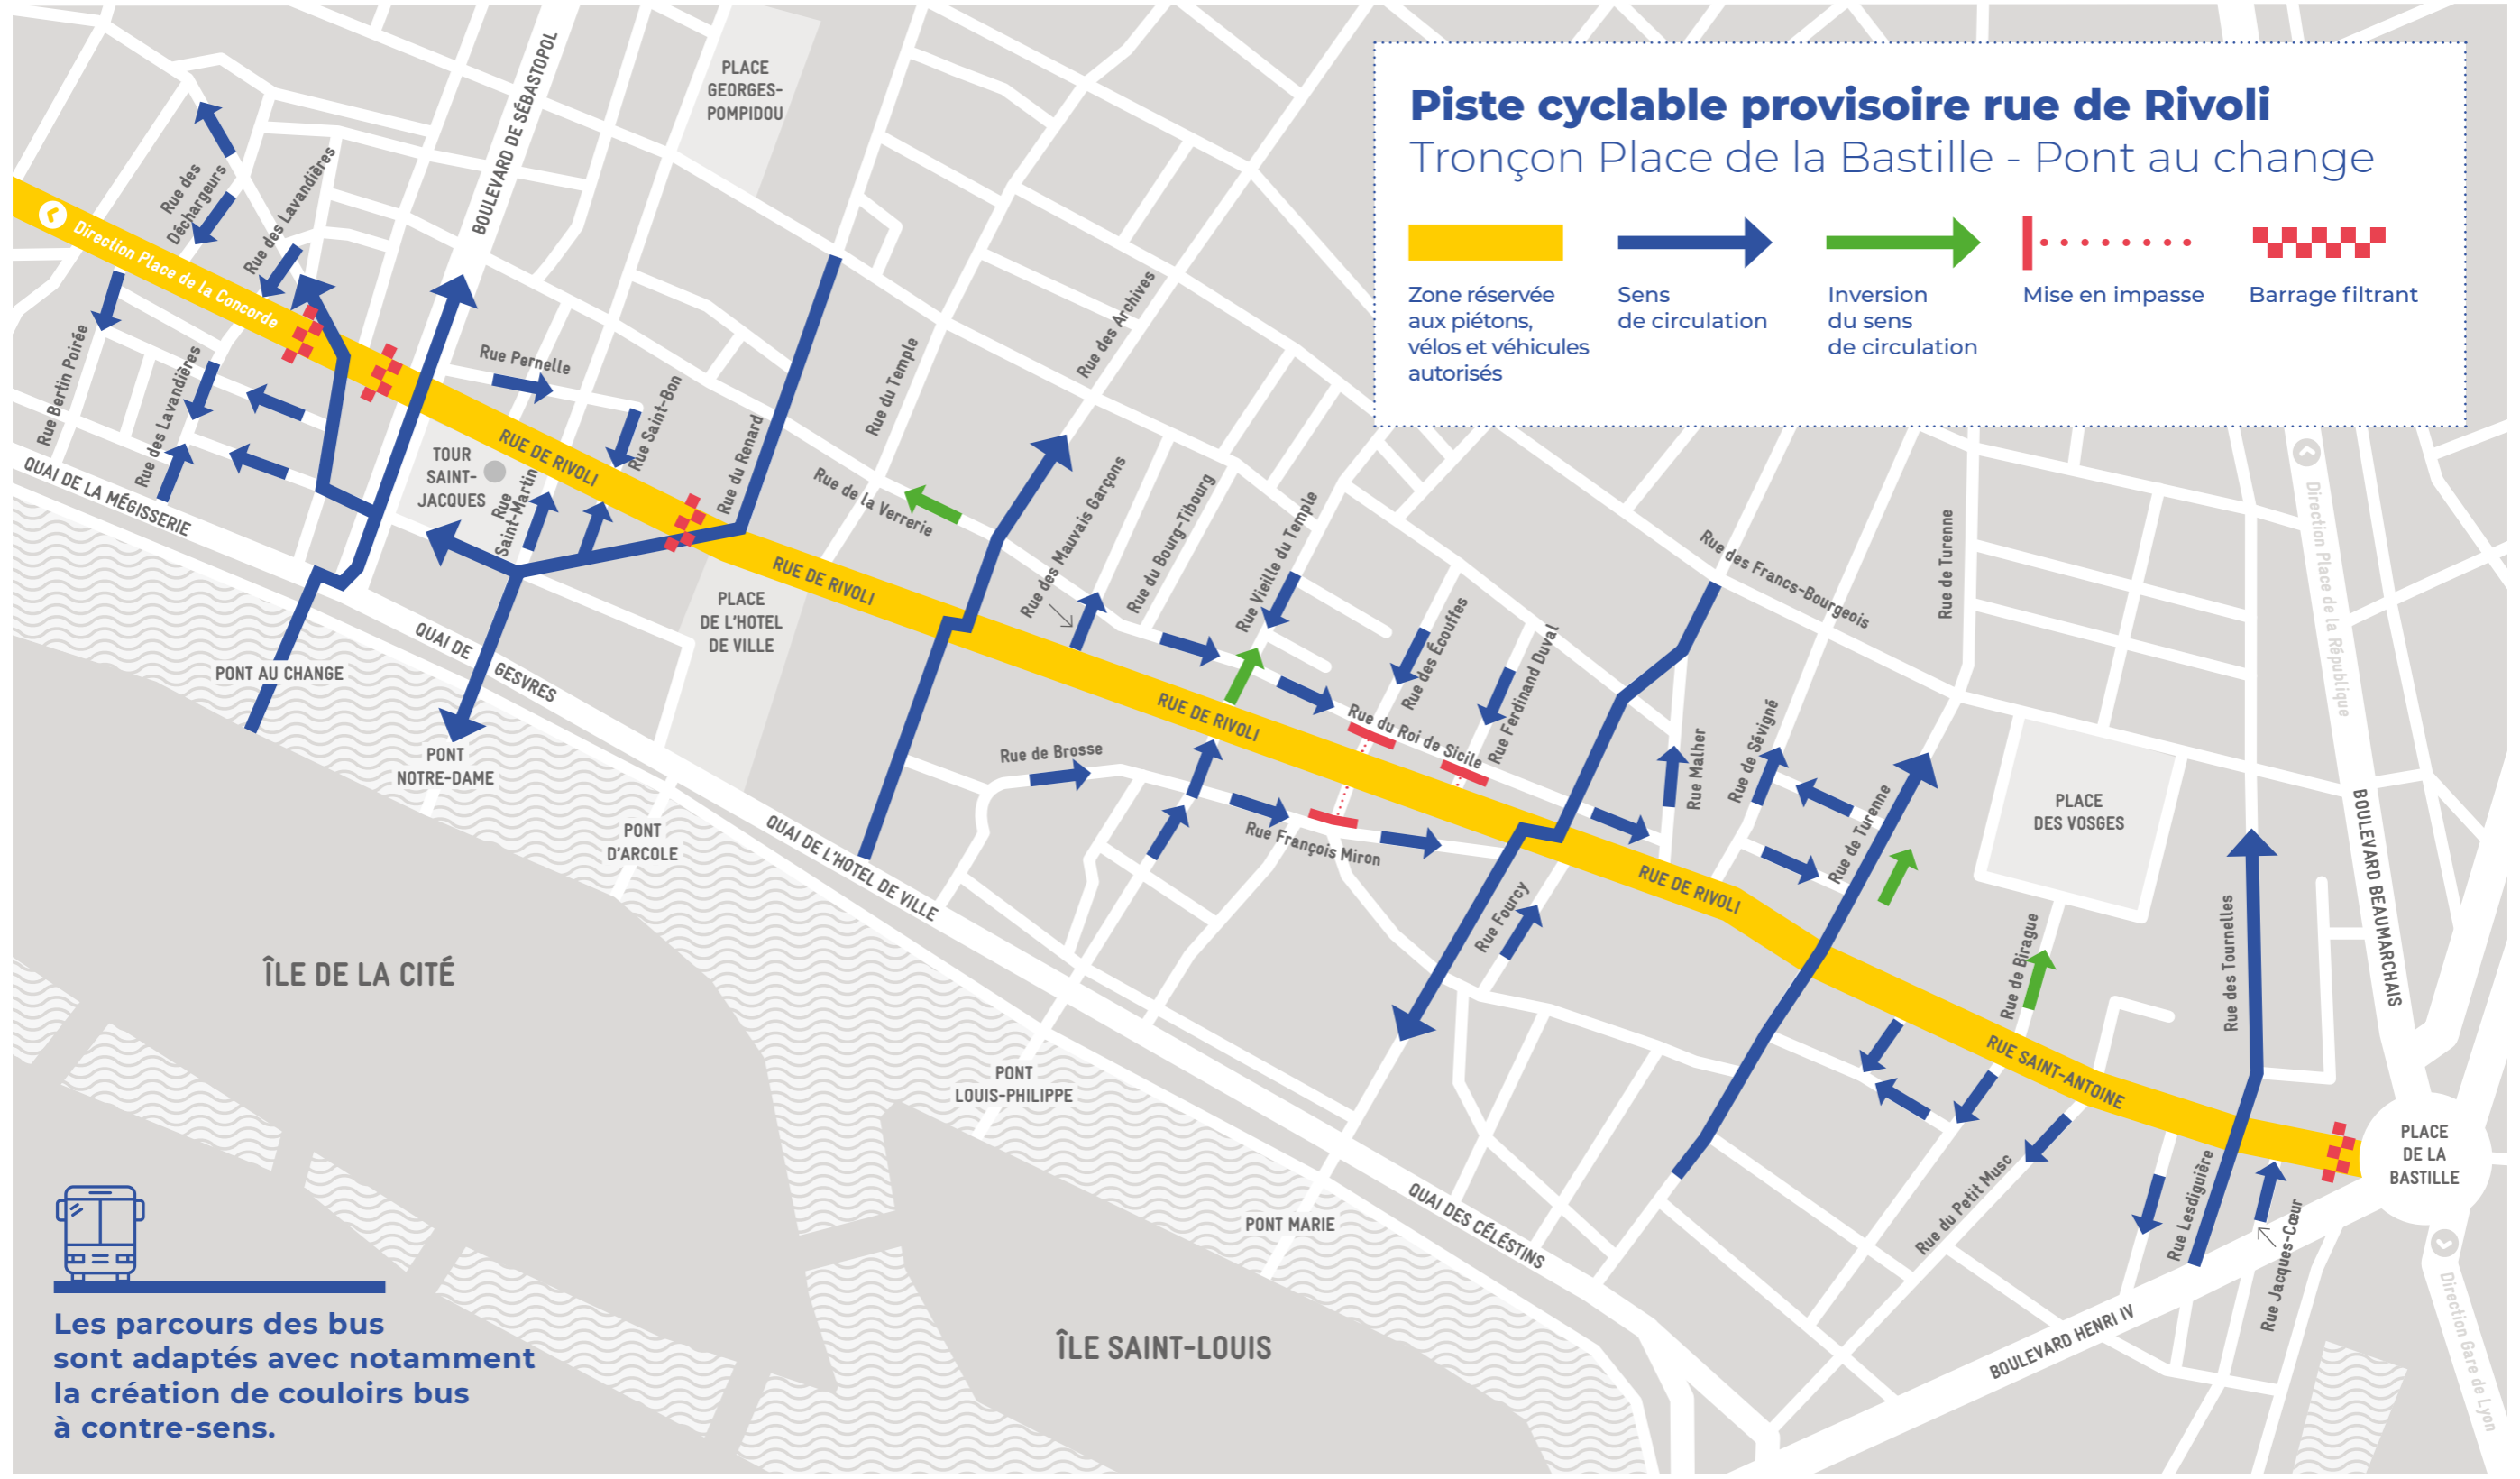 Piste cyclable provisoire rue de Rivoli
Tronçon Place de la Bastille - Pont au change
Zone réservée
aux piétons,
vélos et véhicules
autorisés
Sens
de circulation
Inversion
du sens
de circulation
Mise en impasse
Barrage filtrant
PLACE
GEORGES-
POMPIDOU
BOULEVARD DE SÉBASTOPOL
Rue des
Déchargeurs
Rue des Lavandières
Direction Place de la Concorde
Rue Bertin Poirée
Rue des Lavandières
QUAI DE LA MÉGISSERIE
Rue Pernelle
Rue Saint-Bon
Rue du Renard
Rue du Temple
Rue des Archives
TOUR
SAINT-
JACQUES
Rue
Saint-Martin
RUE DE RIVOLI
Rue de la Verrerie
Rue des Mauvais Garçons
Rue du Bourg-Tibourg
Rue Vieille du Temple
RUE DE RIVOLI
PLACE
DE L'HOTEL
DE VILLE
Rue des Écouffes
Rue Ferdinand Duval
Rue des Francs-Bourgeois
Rue de Turenne
Direction Place de la République
QUAI DE
GESVRES
PONT AU CHANGE
PONT
NOTRE-DAME
PONT
D'ARCOLE
QUAI DE L'HOTEL DE VILLE
RUE DE RIVOLI
Rue du Roi de Sicile
Rue de Brosse
Rue François Miron
Rue Malher
Rue de Sévigné
Rue de Turenne
PLACE
DES VOSGES
BOULEVARD BEAUMARCHAIS
RUE DE RIVOLI
Rue Fourcy
Rue de Birague
Rue des Tournelles
ÎLE DE LA CITÉ
RUE SAINT-ANTOINE
PONT
LOUIS-PHILIPPE
PLACE
DE LA
BASTILLE
PONT MARIE
QUAI DES CÉLÉSTINS
Rue du Petit Musc
Rue Lesdiguière
Rue Jacques-Cœur
ÎLE SAINT-LOUIS
BOULEVARD HENRI IV
Direction Gare de Lyon
Les parcours des bus
sont adaptés avec notamment
la création de couloirs bus
à contre-sens.